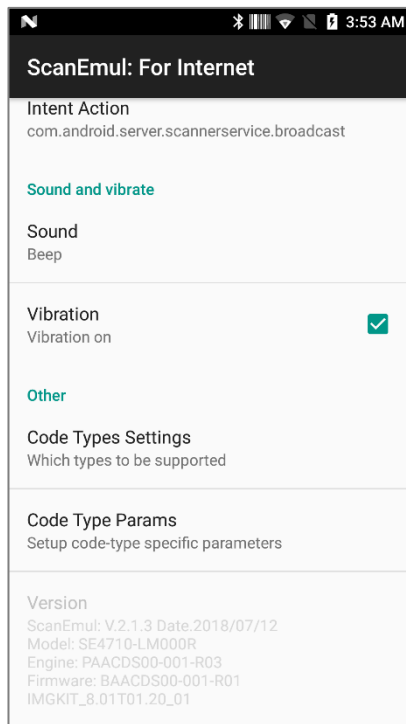 3:53 AM
ScanEmul: For Internet
Intent Action
com.android.server.scannerservice.broadcast
Sound and vibrate
Sound
Beep
Vibration
Vibration on
Other
Code Types Settings
Which types to be supported
Code Type Params
Setup code-type specific parameters
Version
ScanEmul: V.2.1.3 Date.2018/07/12
Model: SE4710-LM000R
Engine: PAACDS00-001-R03
Firmware: BAACDS00-001-R01
IMGKIT_8.01T01.20_01